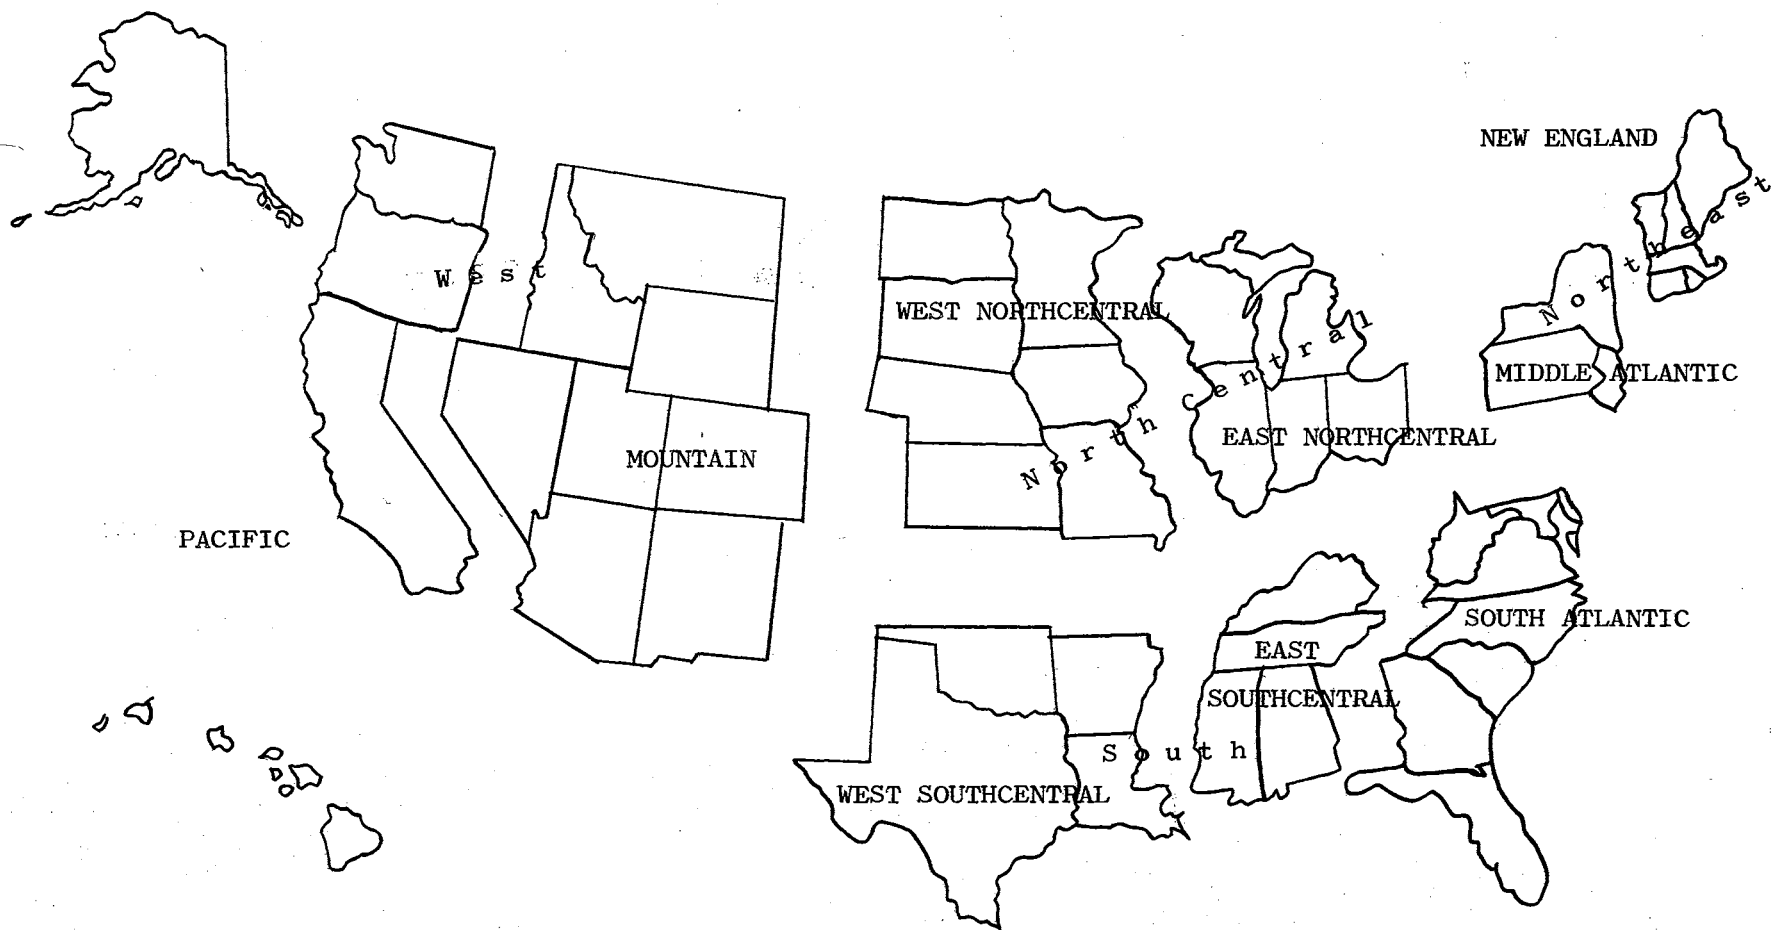 NEW ENGLAND
Northeast
West
WEST NORTHCENTRAL
North Central
MIDDLE ATLANTIC
EAST NORTHCENTRAL
MOUNTAIN
PACIFIC
SOUTH ATLANTIC
EAST
SOUTHCENTRAL
South
WEST SOUTHCENTRAL